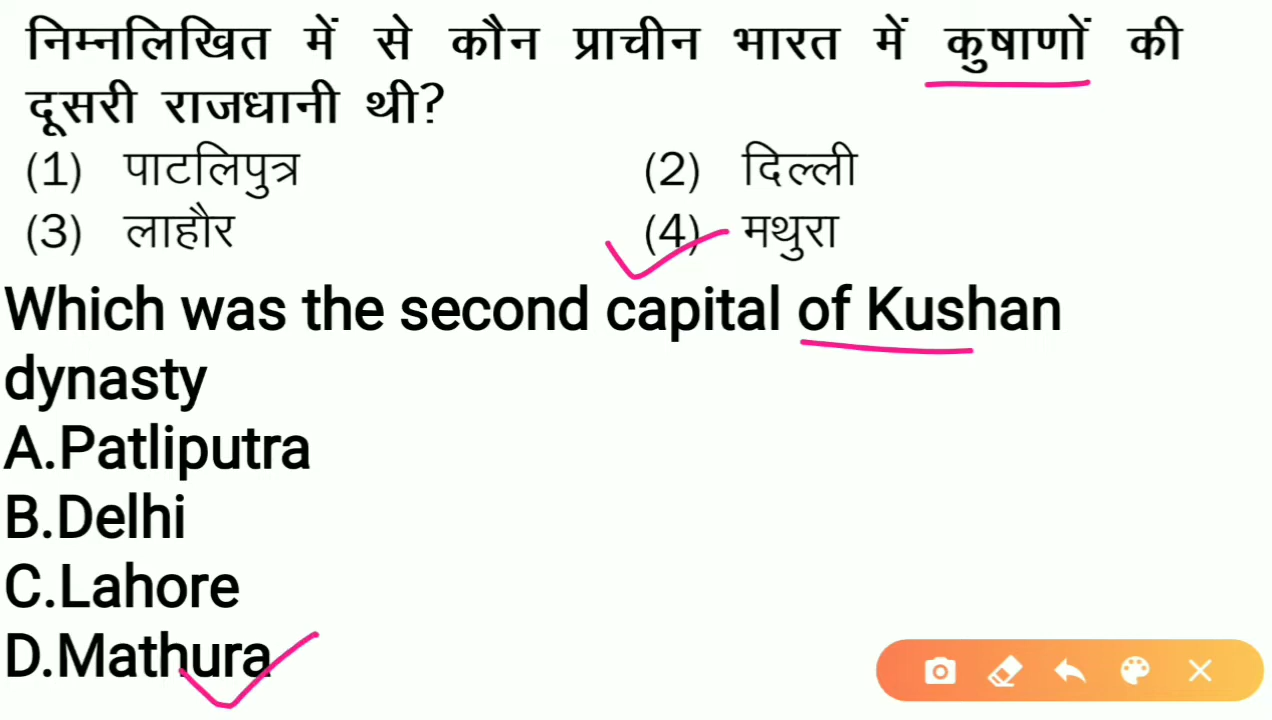 निम्नलिखित में से कौन प्राचीन भारत में कुषाणों की
दूसरी राजधानी थी?
(1) पाटलिपुत्र (2) दिल्ली
(3) लाहौर (4) मथुरा
Which was the second capital of Kushan
dynasty
A.Patliputra
B.Delhi
C.Lahore
D.Mathura